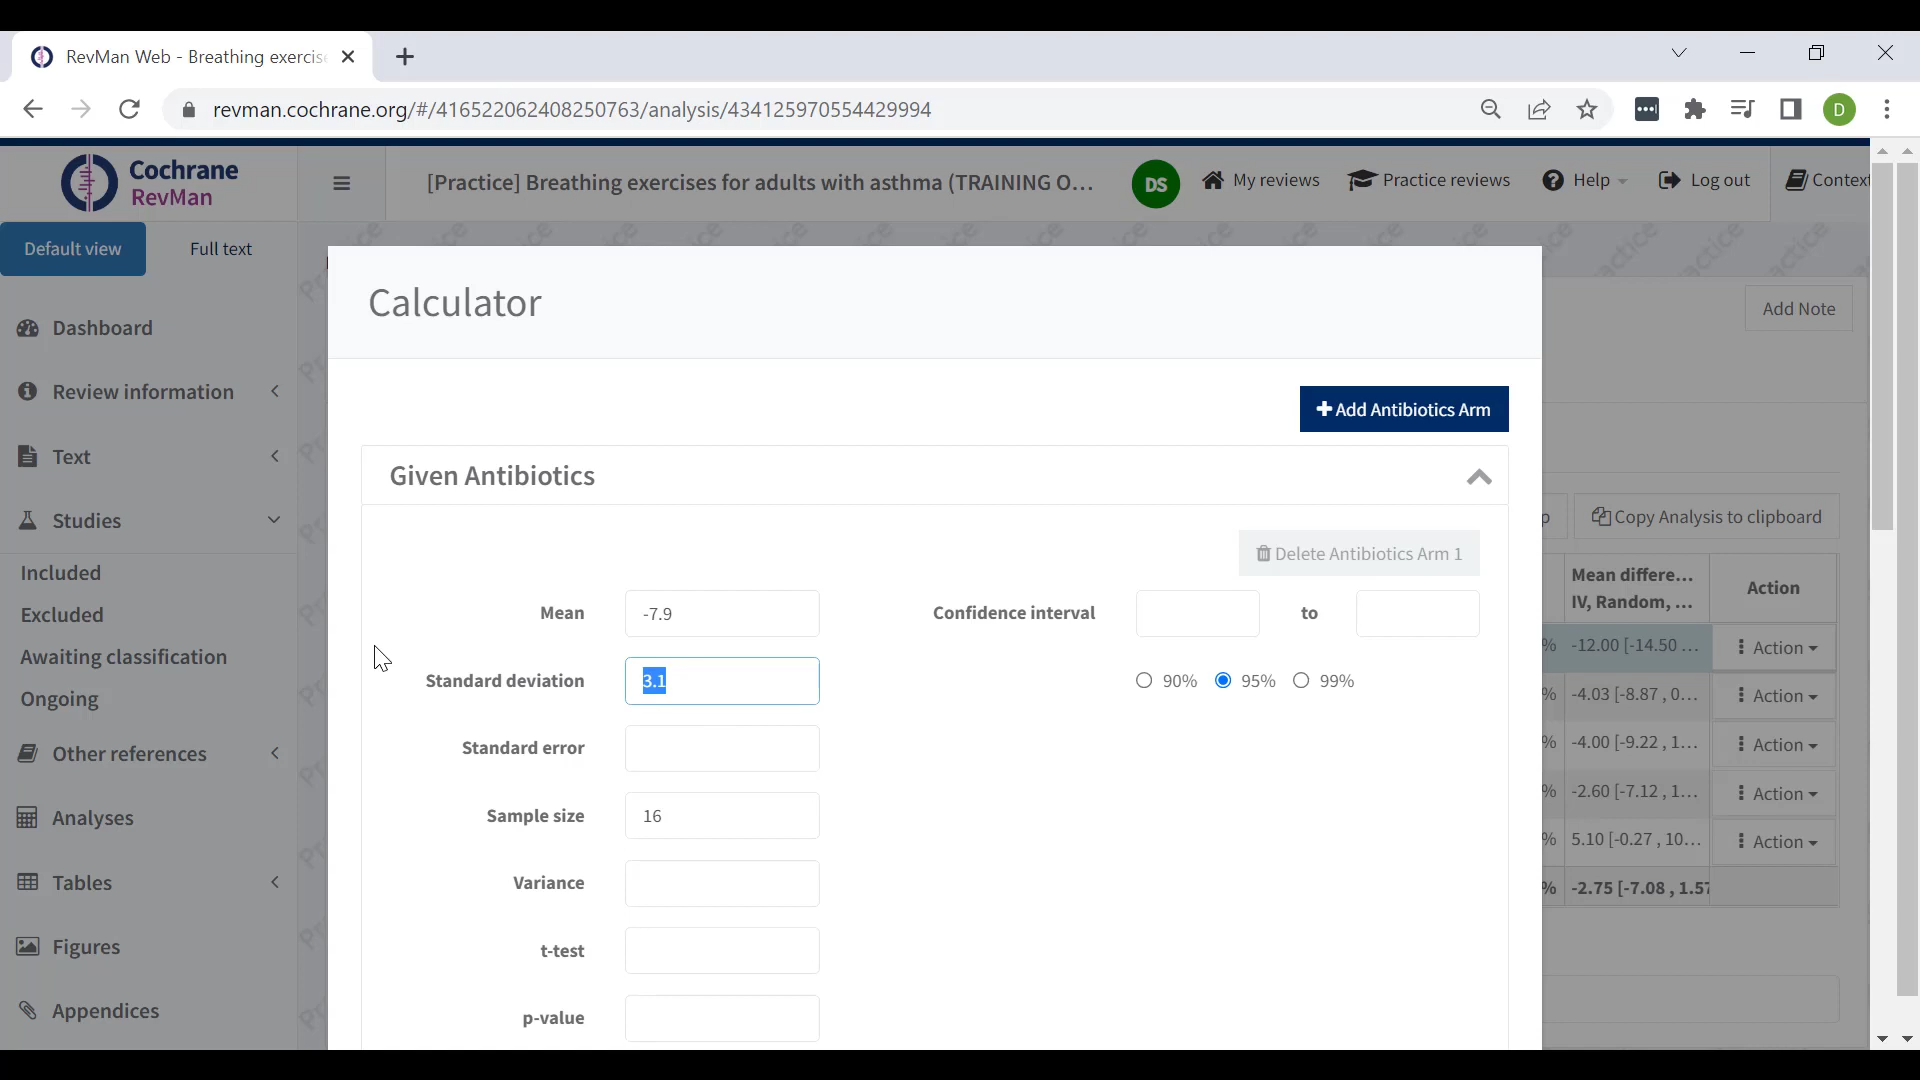 RevMan Web - Breathing exercis
revman.cochrane.org/#/416522062408250763/analysis/434125970554429994
D
Cochrane
RevMan
[Practice] Breathing exercises for adults with asthma (TRAINING O...
DS
My reviews
Practice reviews
Help
Log out
Context
Default view
Full text
Calculator
Add Note
Dashboard
Review information
Text
Studies
Included
Excluded
Awaiting classification
Ongoing
Other references
Analyses
Tables
Figures
Appendices
Add Antibiotics Arm
Given Antibiotics
Delete Antibiotics Arm 1
Mean
-7.9
Confidence interval
to
Standard deviation
3.1
90%
95%
99%
Standard error
Sample size
16
Variance
t-test
p-value
Copy Analysis to clipboard
Mean differe...
IV, Random, ...
Action
% -12.00 [-14.50 ... Action
% -4.03 [-8.87 , 0... Action
% -4.00 [-9.22 , 1... Action
% -2.60 [-7.12 , 1... Action
% 5.10 [-0.27 , 10... Action
% -2.75 [-7.08 , 1.57